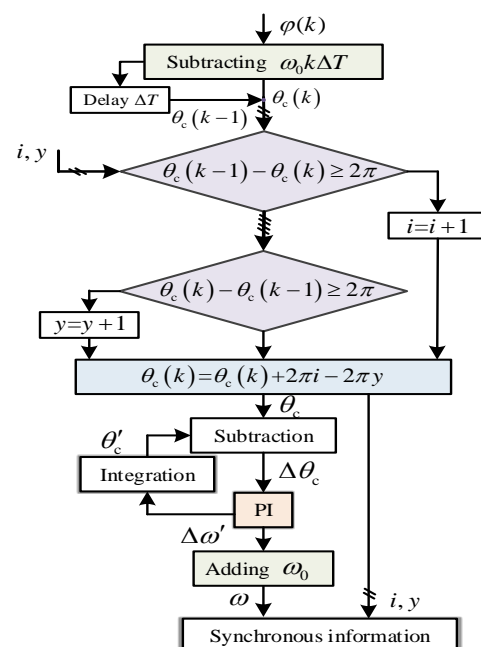 φ(k)
Subtracting ω₀kΔT
Delay ΔT
θc(k)
θc(k−1)
i, y
θc(k−1)−θc(k)≥2π
i=i+1
θc(k)−θc(k−1)≥2π
y=y+1
θc(k)=θc(k)+2πi−2πy
θc
θ′c
Subtraction
Integration
Δθc
PI
Δω′
Adding ω₀
ω
i, y
Synchronous information